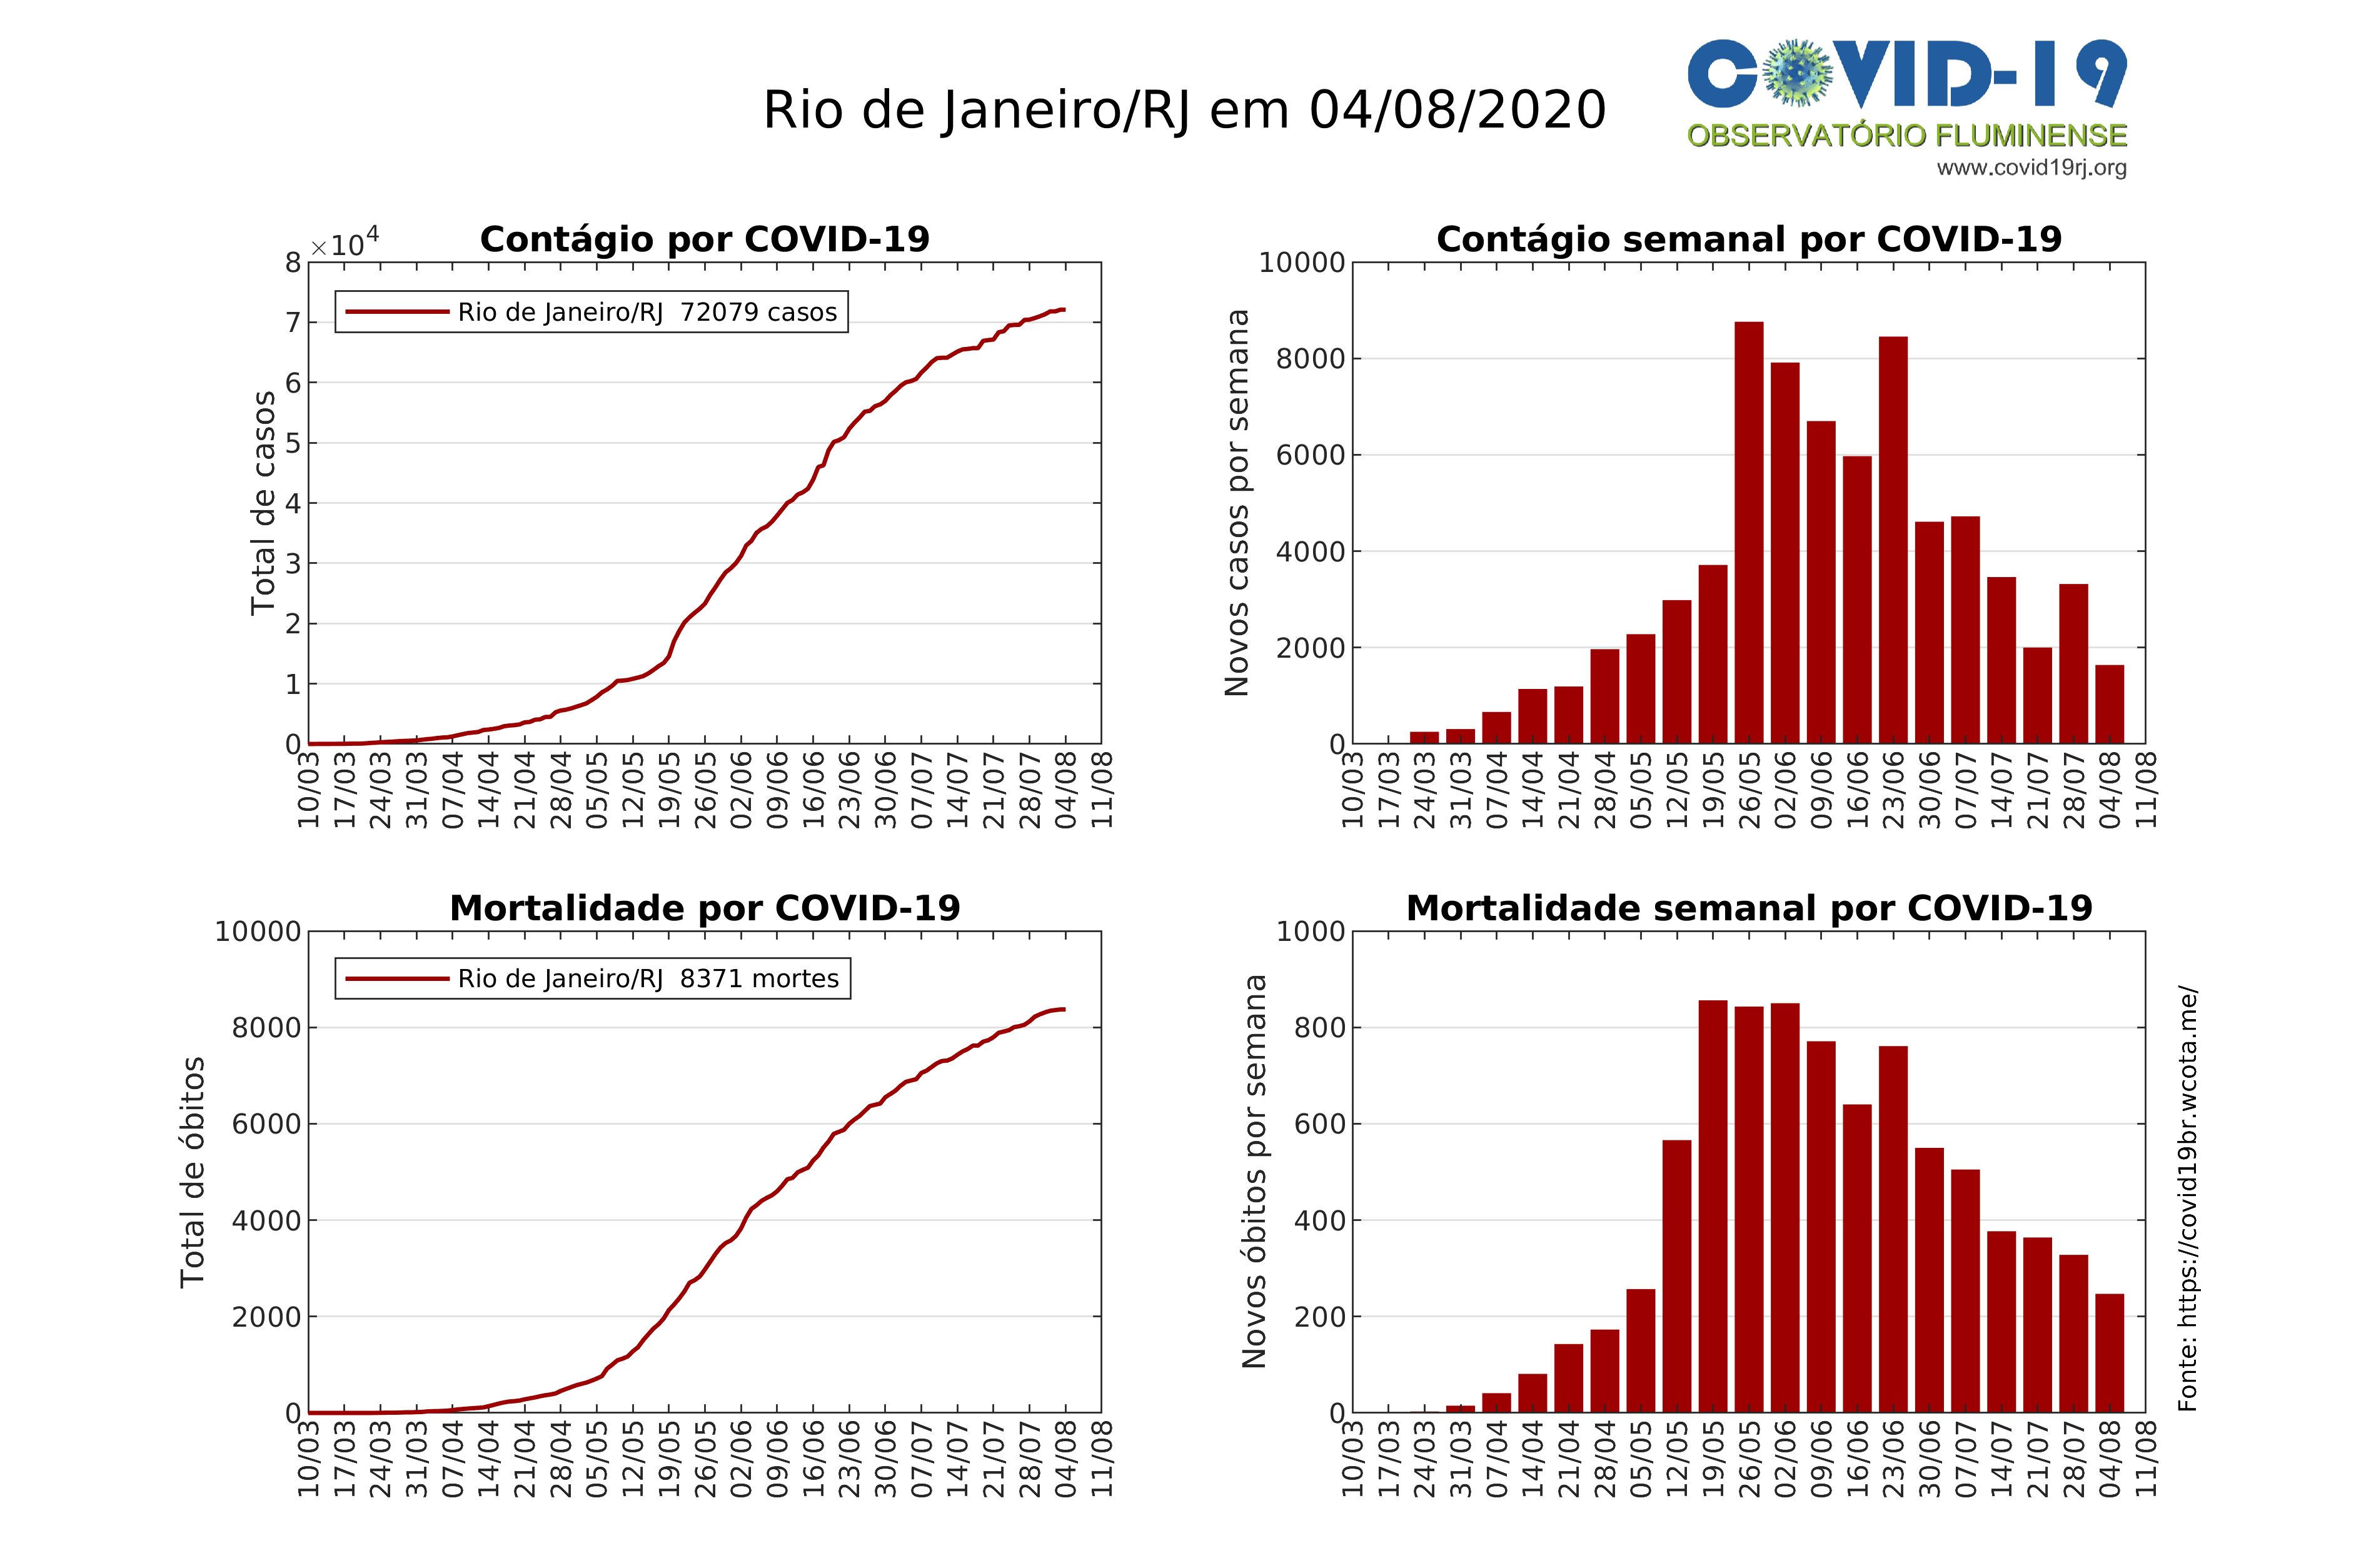 COVID-19
OBSERVATÓRIO FLUMINENSE
www.covid19rj.org
Rio de Janeiro/RJ em 04/08/2020
Contágio por COVID-19
×10^4
Total de casos
8
7
6
5
4
3
2
1
0
Rio de Janeiro/RJ 72079 casos
10/03 17/03 24/03 31/03 07/04 14/04 21/04 28/04 05/05 12/05 19/05 26/05 02/06 09/06 16/06 23/06 30/06 07/07 14/07 21/07 28/07 04/08 11/08
Contágio semanal por COVID-19
Novos casos por semana
10000
8000
6000
4000
2000
0
10/03 17/03 24/03 31/03 07/04 14/04 21/04 28/04 05/05 12/05 19/05 26/05 02/06 09/06 16/06 23/06 30/06 07/07 14/07 21/07 28/07 04/08 11/08
Mortalidade por COVID-19
Total de óbitos
10000
8000
6000
4000
2000
0
Rio de Janeiro/RJ 8371 mortes
10/03 17/03 24/03 31/03 07/04 14/04 21/04 28/04 05/05 12/05 19/05 26/05 02/06 09/06 16/06 23/06 30/06 07/07 14/07 21/07 28/07 04/08 11/08
Mortalidade semanal por COVID-19
Novos óbitos por semana
1000
800
600
400
200
0
10/03 17/03 24/03 31/03 07/04 14/04 21/04 28/04 05/05 12/05 19/05 26/05 02/06 09/06 16/06 23/06 30/06 07/07 14/07 21/07 28/07 04/08 11/08
Fonte: https://covid19br.wcota.me/